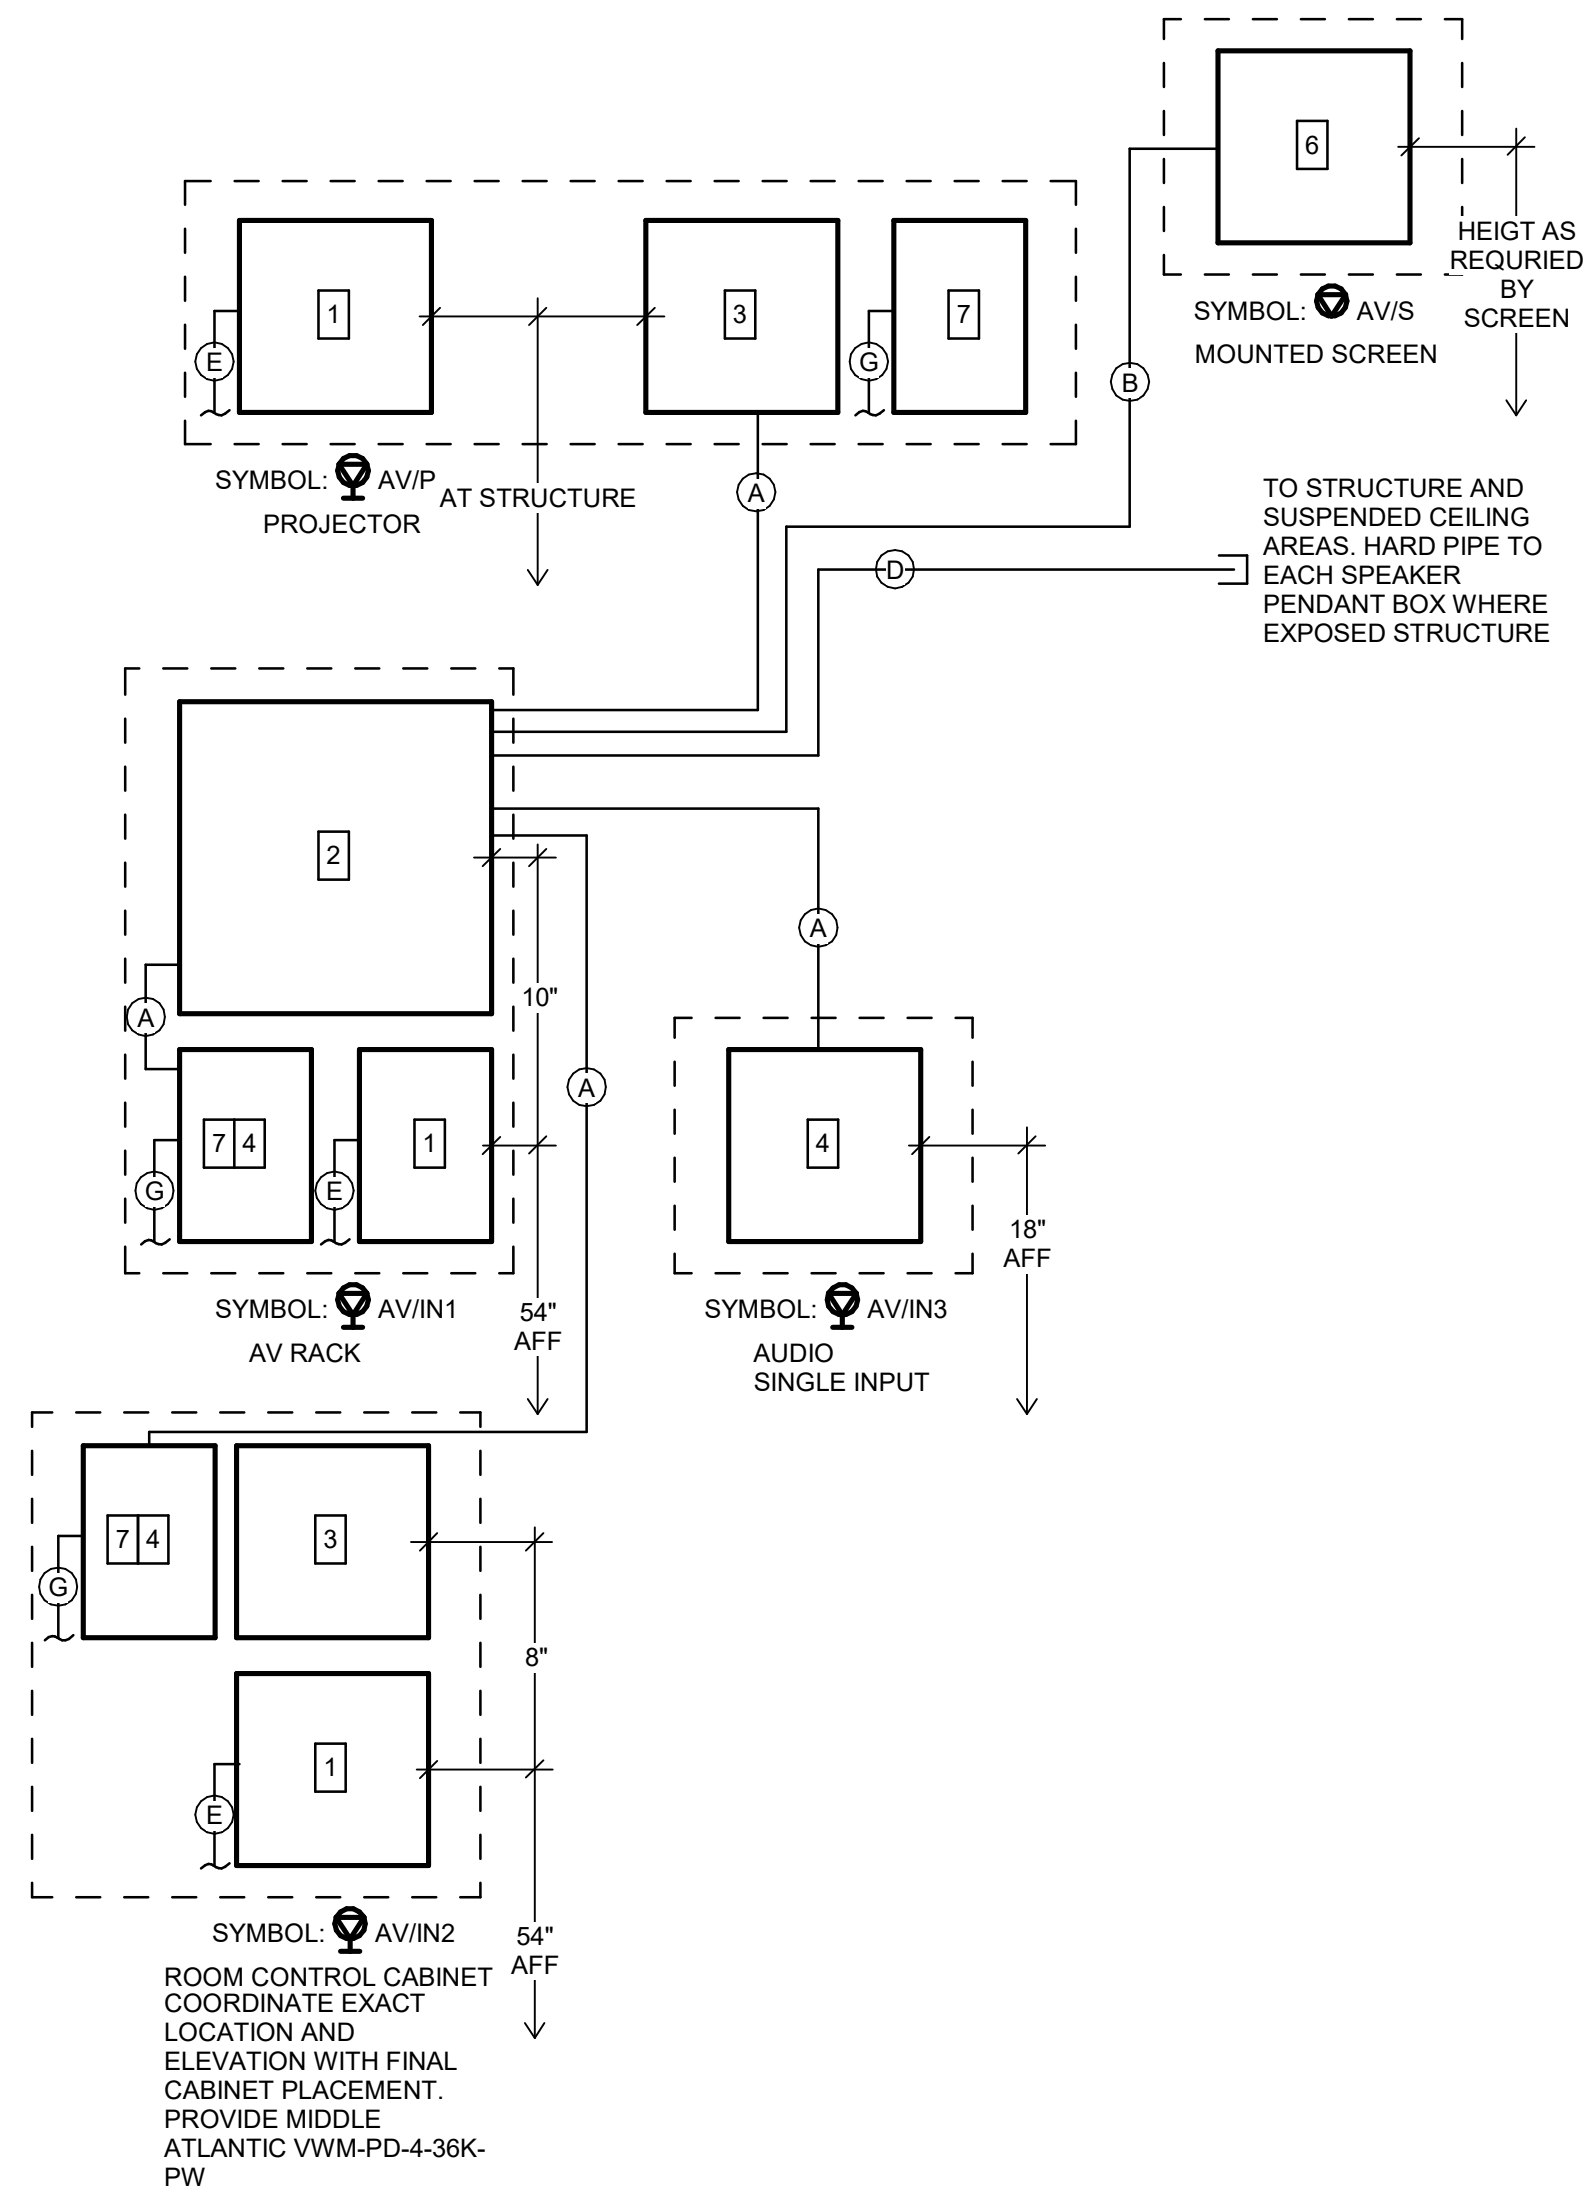 6
HEIGT AS
REQURIED
BY
SCREEN
SYMBOL: AV/S
MOUNTED SCREEN
1
3
7
E
G
B
SYMBOL: AV/P
PROJECTOR
AT STRUCTURE
A
D
TO STRUCTURE AND
SUSPENDED CEILING
AREAS. HARD PIPE TO
EACH SPEAKER
PENDANT BOX WHERE
EXPOSED STRUCTURE
2
A
A
10"
A
7 4
1
G
E
4
18"
AFF
SYMBOL: AV/IN1
AV RACK
54"
AFF
SYMBOL: AV/IN3
AUDIO
SINGLE INPUT
7 4
3
G
8"
1
E
SYMBOL: AV/IN2
54"
AFF
ROOM CONTROL CABINET
COORDINATE EXACT
LOCATION AND
ELEVATION WITH FINAL
CABINET PLACEMENT.
PROVIDE MIDDLE
ATLANTIC VWM-PD-4-36K-
PW